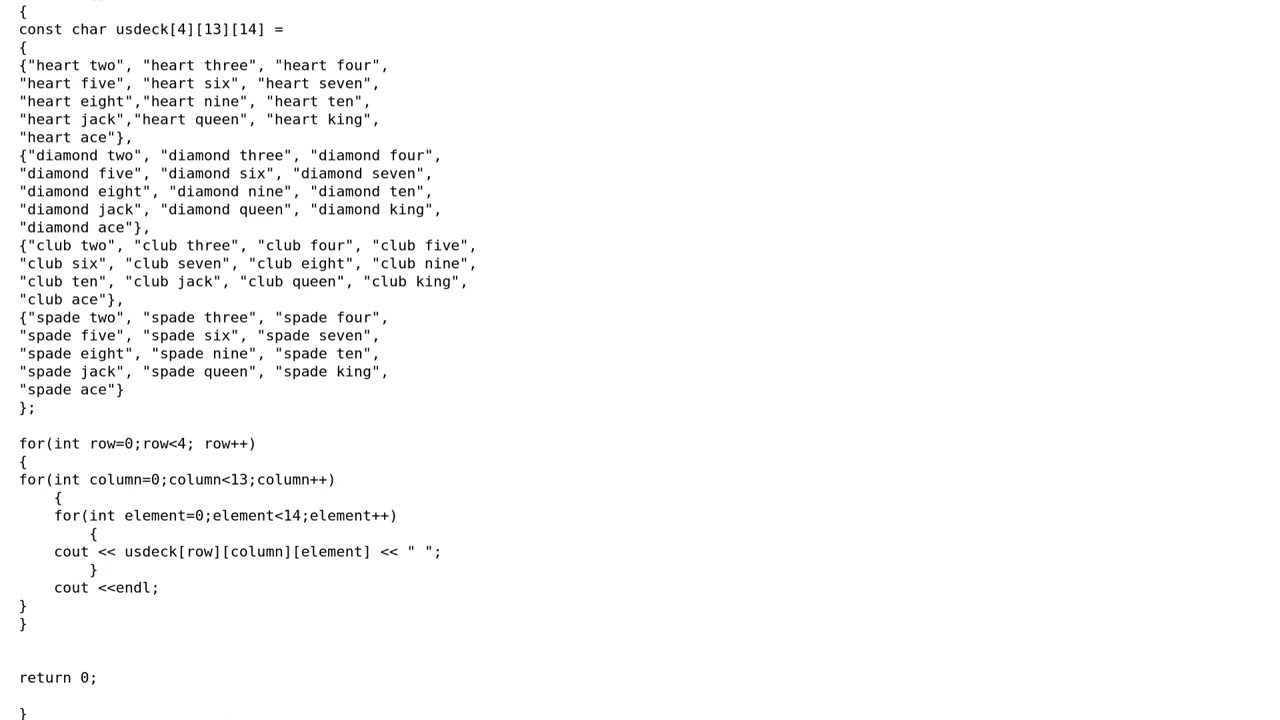 {
const char usdeck[4][13][14] =
{
{"heart two", "heart three", "heart four",
"heart five", "heart six", "heart seven",
"heart eight","heart nine", "heart ten",
"heart jack","heart queen", "heart king",
"heart ace"},
{"diamond two", "diamond three", "diamond four",
"diamond five", "diamond six", "diamond seven",
"diamond eight", "diamond nine", "diamond ten",
"diamond jack", "diamond queen", "diamond king",
"diamond ace"},
{"club two", "club three", "club four", "club five",
"club six", "club seven", "club eight", "club nine",
"club ten", "club jack", "club queen", "club king",
"club ace"},
{"spade two", "spade three", "spade four",
"spade five", "spade six", "spade seven",
"spade eight", "spade nine", "spade ten",
"spade jack", "spade queen", "spade king",
"spade ace"}
};

for(int row=0;row<4; row++)
{
for(int column=0;column<13;column++)
    {
    for(int element=0;element<14;element++)
        {
    cout << usdeck[row][column][element] << " ";
        }
    cout <<endl;
}
}

return 0;

}